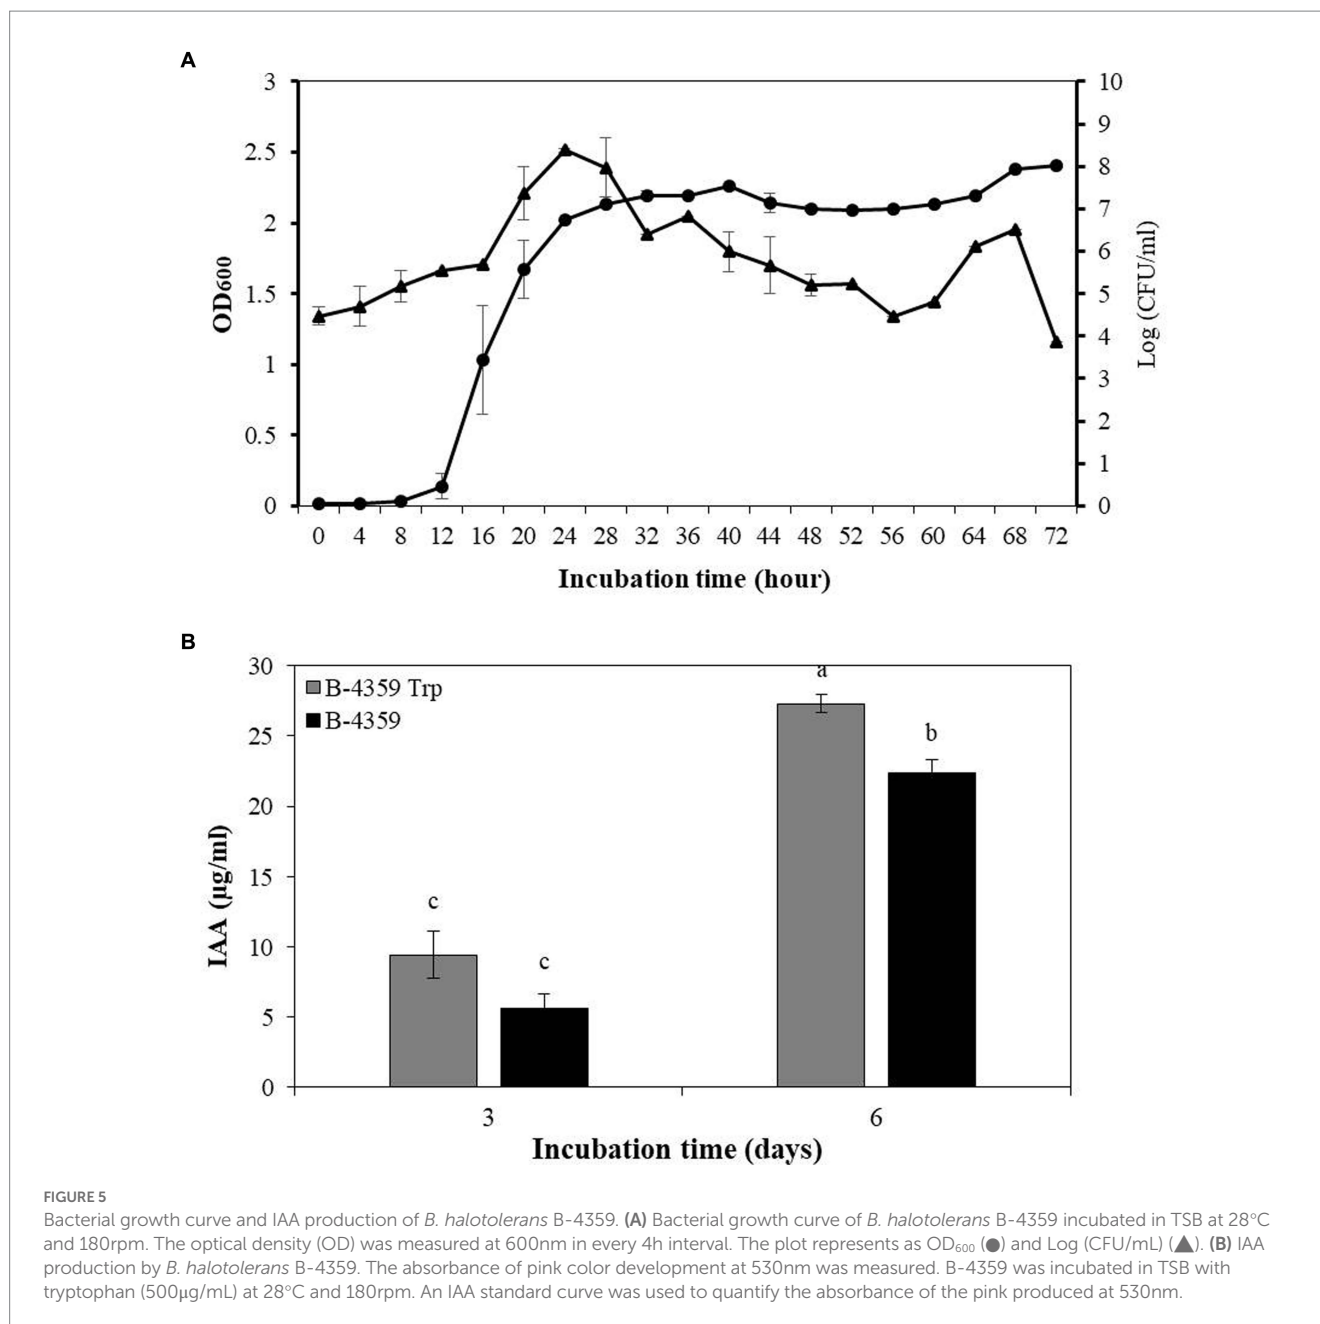 A
3
2.5
2
1.5
1
0.5
0
OD600
10
9
8
7
6
5
4
3
2
1
0
Log (CFU/ml)
0 4 8 12 16 20 24 28 32 36 40 44 48 52 56 60 64 68 72
Incubation time (hour)
B
30
25
20
15
10
5
0
IAA (µg/ml)
B-4359 Trp
B-4359
c
c
a
b
3 6
Incubation time (days)
FIGURE 5
Bacterial growth curve and IAA production of B. halotolerans B-4359. (A) Bacterial growth curve of B. halotolerans B-4359 incubated in TSB at 28°C
and 180rpm. The optical density (OD) was measured at 600nm in every 4h interval. The plot represents as OD₆₀₀ (●) and Log (CFU/mL) (▲). (B) IAA
production by B. halotolerans B-4359. The absorbance of pink color development at 530nm was measured. B-4359 was incubated in TSB with
tryptophan (500μg/mL) at 28°C and 180rpm. An IAA standard curve was used to quantify the absorbance of the pink produced at 530nm.